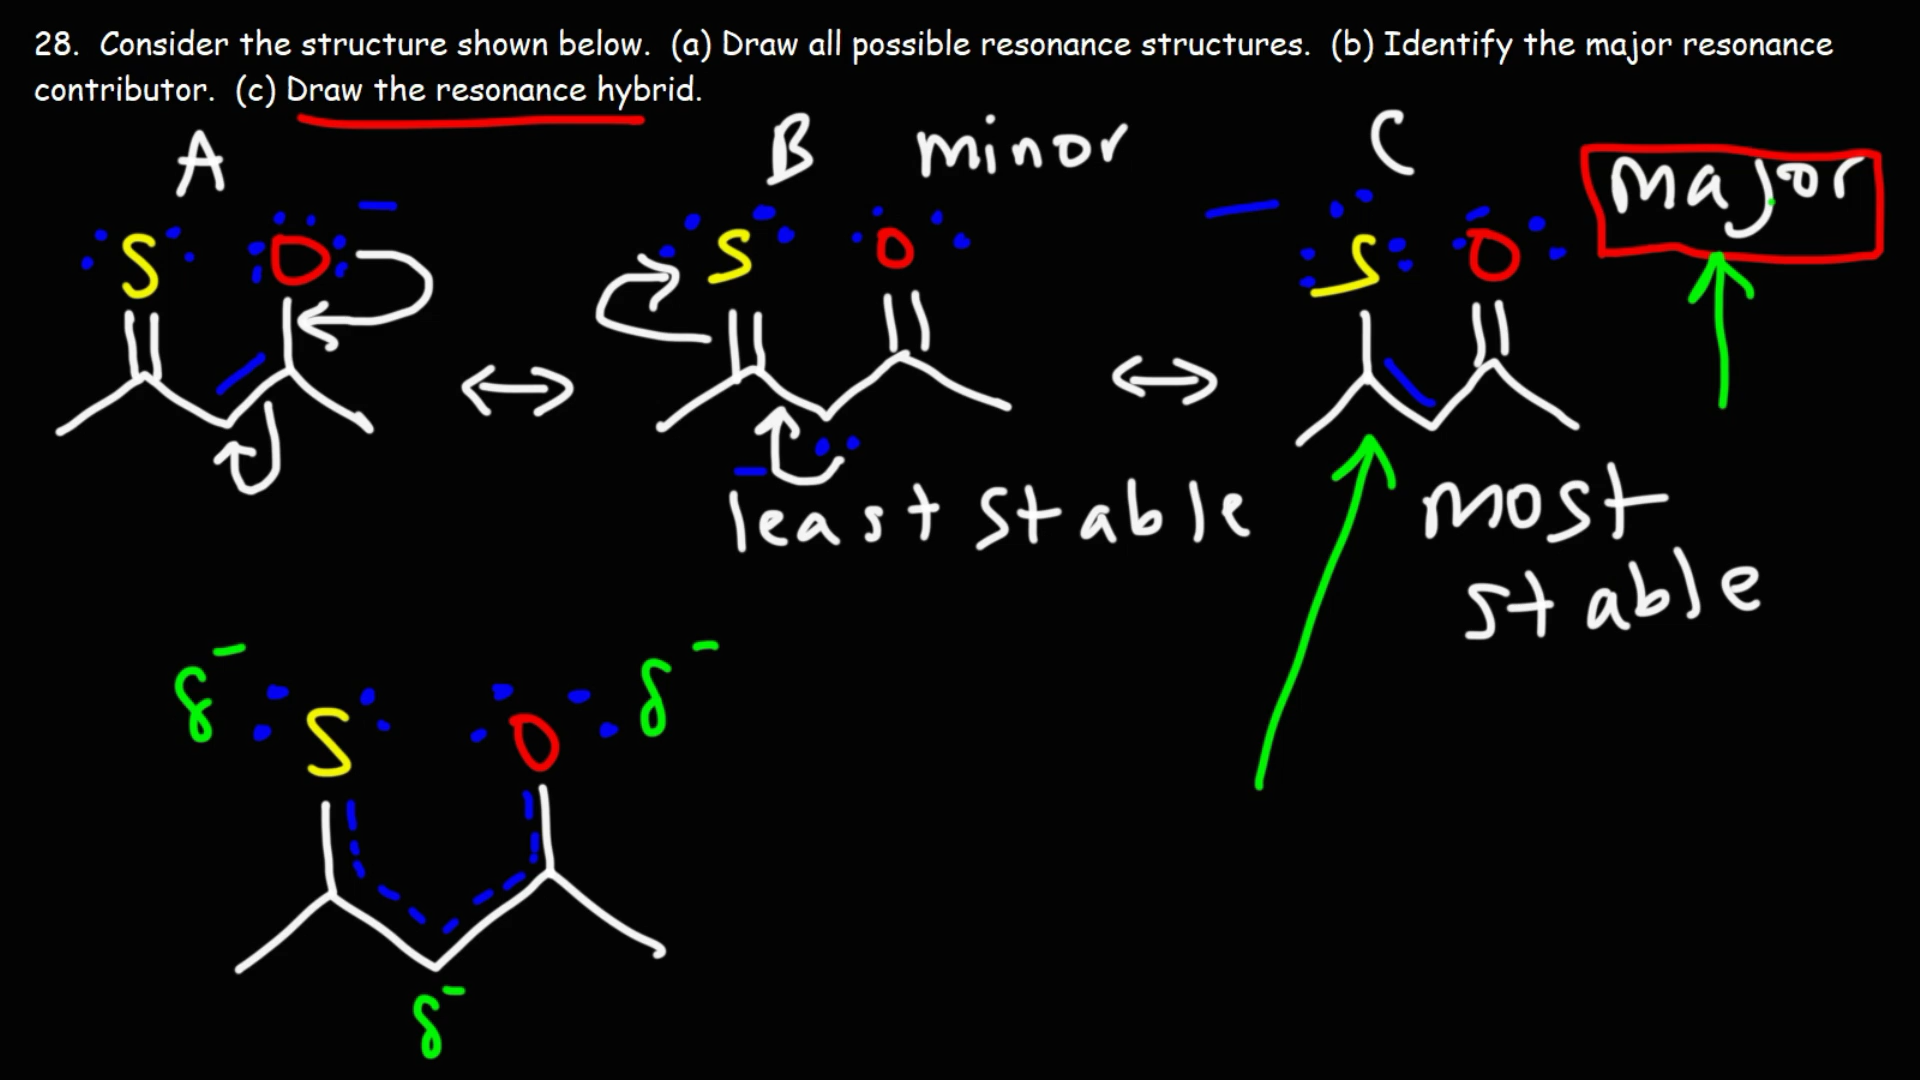 28. Consider the structure shown below. (a) Draw all possible resonance structures. (b) Identify the major resonance
contributor. (c) Draw the resonance hybrid.
A B minor C major
S O S O S O
least stable most
stable
δ⁻ S O δ⁻
δ⁻